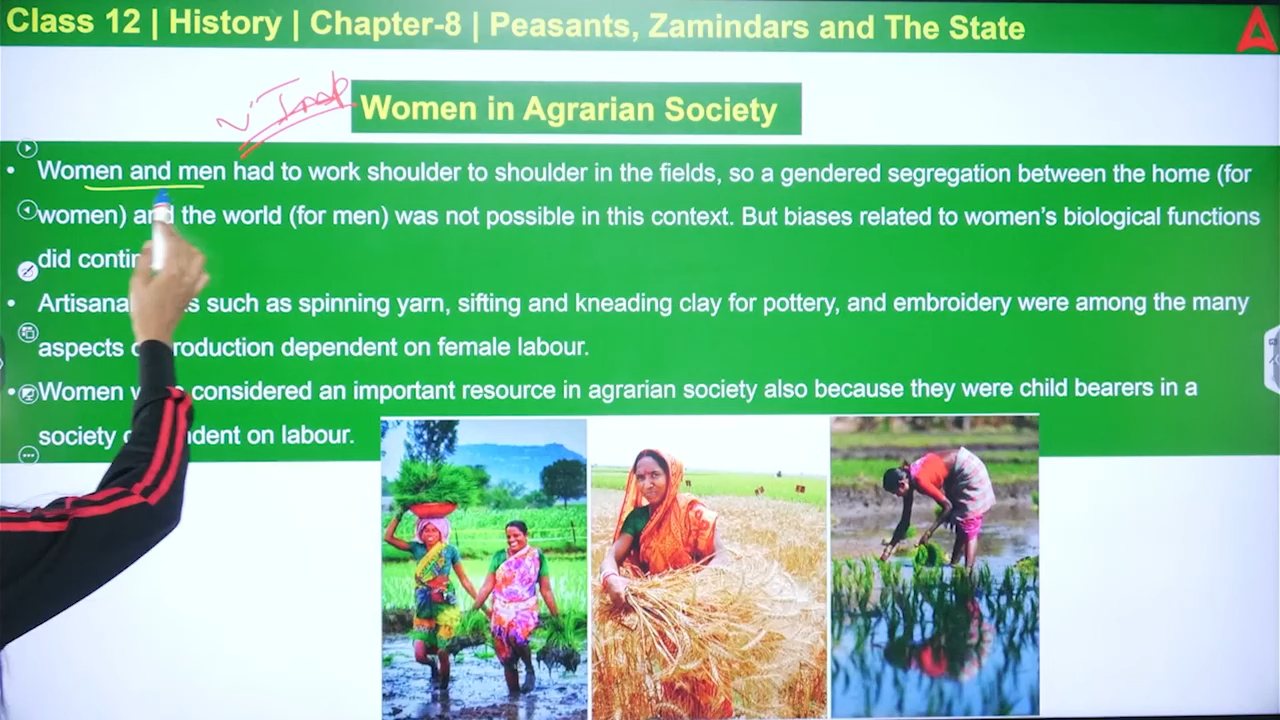 Class 12 | History | Chapter-8 | Peasants, Zamindars and The State
Imp
Women in Agrarian Society
• Women and men had to work shoulder to shoulder in the fields, so a gendered segregation between the home (for
women) and the world (for men) was not possible in this context. But biases related to women's biological functions
did
• such as spinning yarn, sifting and kneading clay for pottery, and embroidery were among the many
aspects dependent on female labour.
• Women considered an important resource in agrarian society also because they were child bearers in a
society on labour.